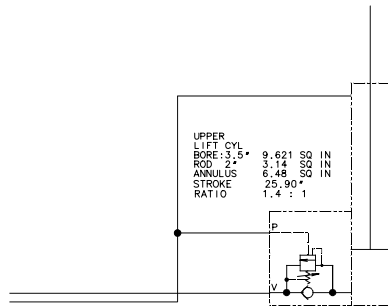 UPPER
LIFT CYL
BORE:3.5" 9.621 SQ IN
ROD 2" 3.14 SQ IN
ANNULUS 6.48 SQ IN
STROKE 25.90"
RATIO 1.4 : 1
P
V